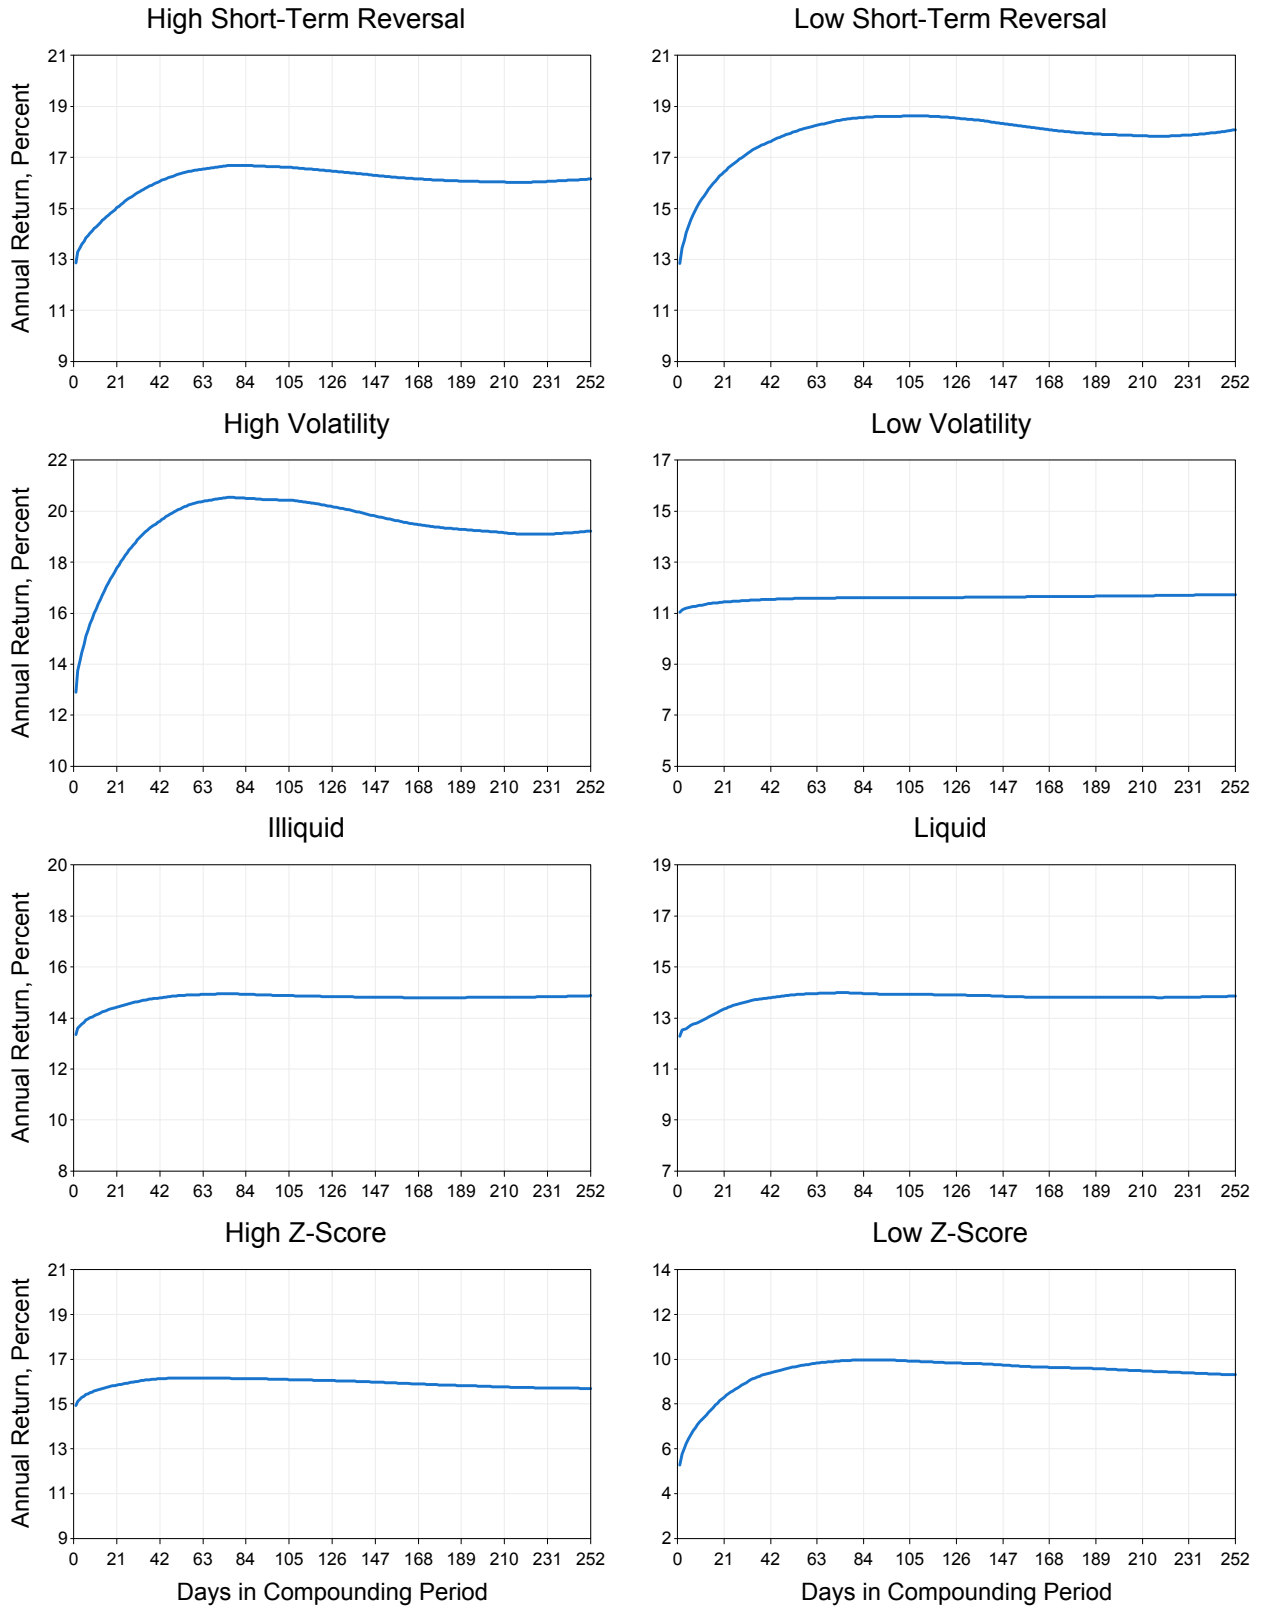 High Short-Term Reversal
Annual Return, Percent
21
19
17
15
13
11
9
0 21 42 63 84 105 126 147 168 189 210 231 252
Low Short-Term Reversal
21
19
17
15
13
11
9
0 21 42 63 84 105 126 147 168 189 210 231 252
High Volatility
Annual Return, Percent
22
20
18
16
14
12
10
0 21 42 63 84 105 126 147 168 189 210 231 252
Low Volatility
17
15
13
11
9
7
5
0 21 42 63 84 105 126 147 168 189 210 231 252
Illiquid
Annual Return, Percent
20
18
16
14
12
10
8
0 21 42 63 84 105 126 147 168 189 210 231 252
Liquid
19
17
15
13
11
9
7
0 21 42 63 84 105 126 147 168 189 210 231 252
High Z-Score
Annual Return, Percent
21
19
17
15
13
11
9
0 21 42 63 84 105 126 147 168 189 210 231 252
Days in Compounding Period
Low Z-Score
14
12
10
8
6
4
2
0 21 42 63 84 105 126 147 168 189 210 231 252
Days in Compounding Period